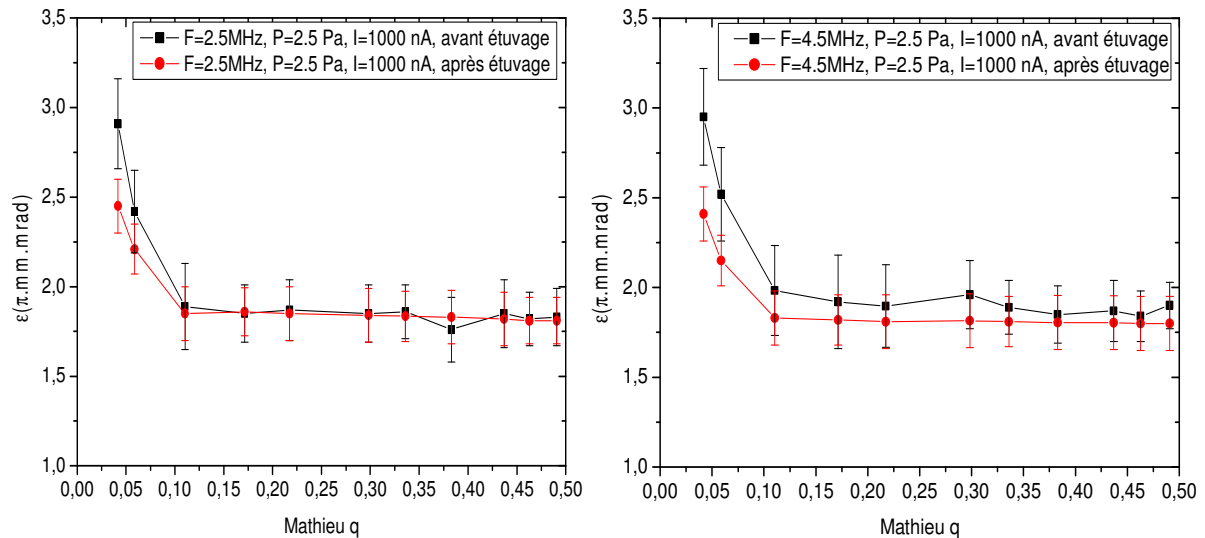 F=2.5MHz, P=2.5 Pa, I=1000 nA, avant étuvage
F=2.5MHz, P=2.5 Pa, I=1000 nA, après étuvage
3,5
3,0
2,5
2,0
1,5
1,0
ε(π.mm.mrad)
0,00 0,05 0,10 0,15 0,20 0,25 0,30 0,35 0,40 0,45 0,50
Mathieu q
F=4.5MHz, P=2.5 Pa, I=1000 nA, avant étuvage
F=4.5MHz, P=2.5 Pa, I=1000 nA, après étuvage
3,5
3,0
2,5
2,0
1,5
1,0
ε(π.mm.mrad)
0,00 0,05 0,10 0,15 0,20 0,25 0,30 0,35 0,40 0,45 0,50
Mathieu q